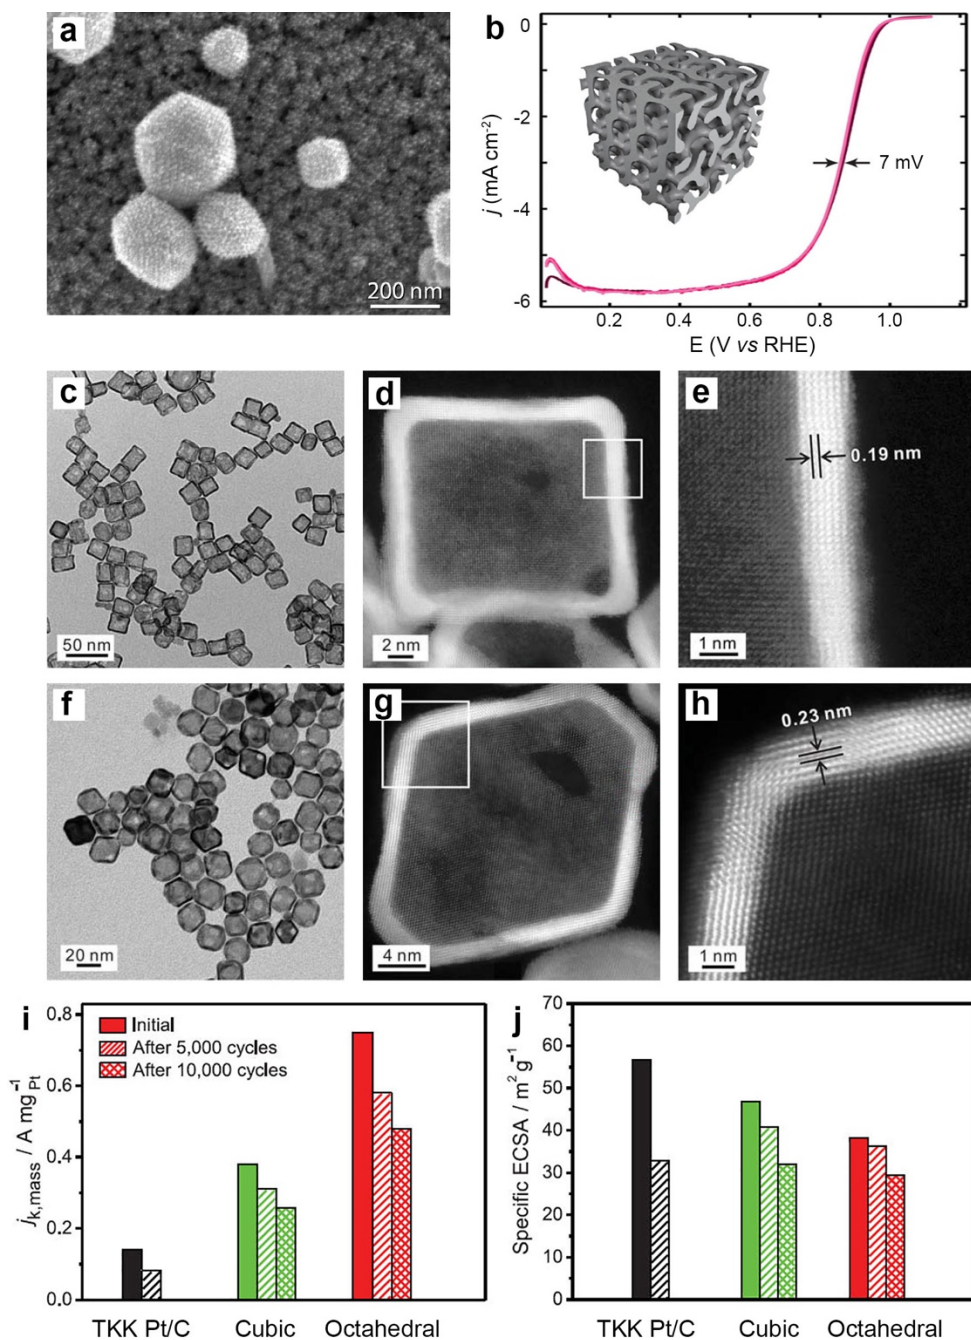 a
200 nm
b
0
-2
-4
-6
j (mA cm⁻²)
7 mV
0.2 0.4 0.6 0.8 1.0
E (V vs RHE)
c
50 nm
d
2 nm
e
0.19 nm
1 nm
f
20 nm
g
4 nm
h
0.23 nm
1 nm
i
0.8
0.4
0.2
0.0
jk,mass / A mg⁻¹Pt
Initial
After 5,000 cycles
After 10,000 cycles
TKK Pt/C Cubic Octahedral
j
70
60
50
40
30
20
10
0
Specific ECSA / m² g⁻¹
TKK Pt/C Cubic Octahedral